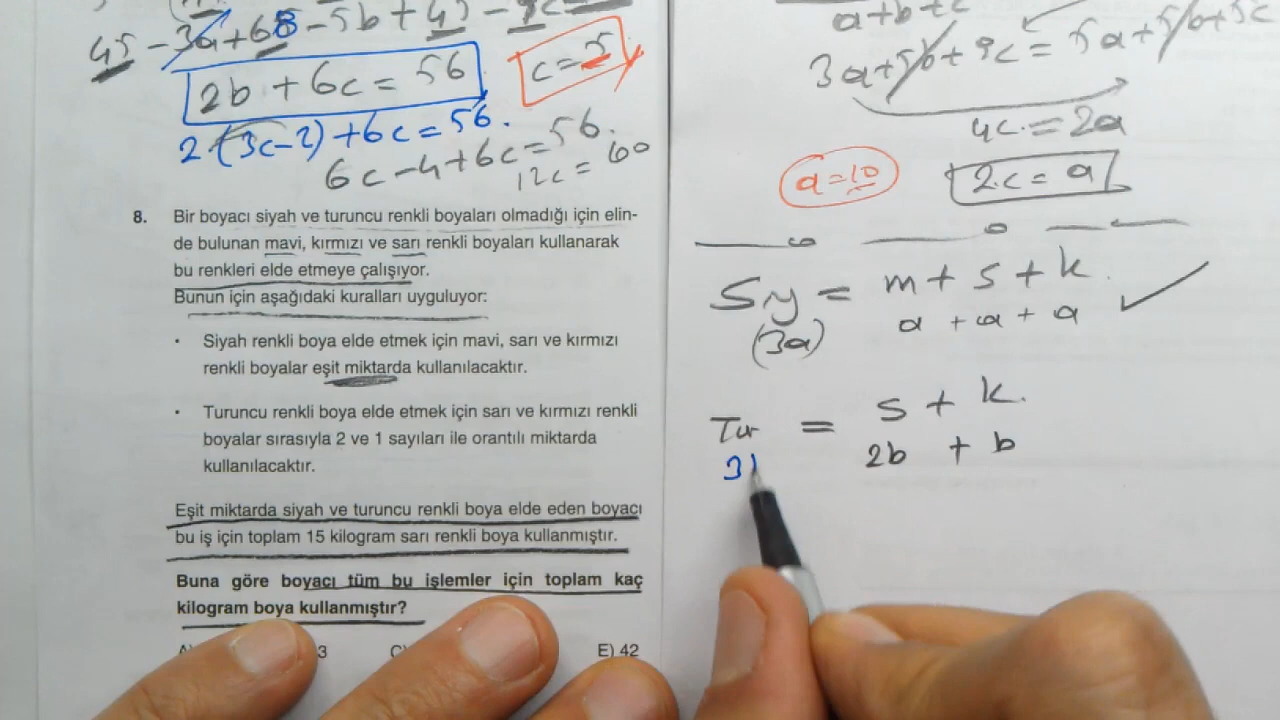 45 - 3a + 68 - 5b + 45 - 9c
2b + 6c = 56
c = 5
2(3c-2) + 6c = 56.
6c - 4 + 6c = 56.
12c = 60
8. Bir boyacı siyah ve turuncu renkli boyaları olmadığı için elin-
de bulunan mavi, kırmızı ve sarı renkli boyaları kullanarak
bu renkleri elde etmeye çalışıyor.
Bunun için aşağıdaki kuralları uyguluyor:
• Siyah renkli boya elde etmek için mavi, sarı ve kırmızı
renkli boyalar eşit miktarda kullanılacaktır.
• Turuncu renkli boya elde etmek için sarı ve kırmızı renkli
boyalar sırasıyla 2 ve 1 sayıları ile orantılı miktarda
kullanılacaktır.
Eşit miktarda siyah ve turuncu renkli boya elde eden boyacı
bu iş için toplam 15 kilogram sarı renkli boya kullanmıştır.
Buna göre boyacı tüm bu işlemler için toplam kaç
kilogram boya kullanmıştır?
E) 42
a+b+c
3a+5b+9c = 5a+5b+5c
4c = 2a
a=10
2c = a
Sy = m + s + k
(3a) a + a + a
Tur = s + k.
2b + b